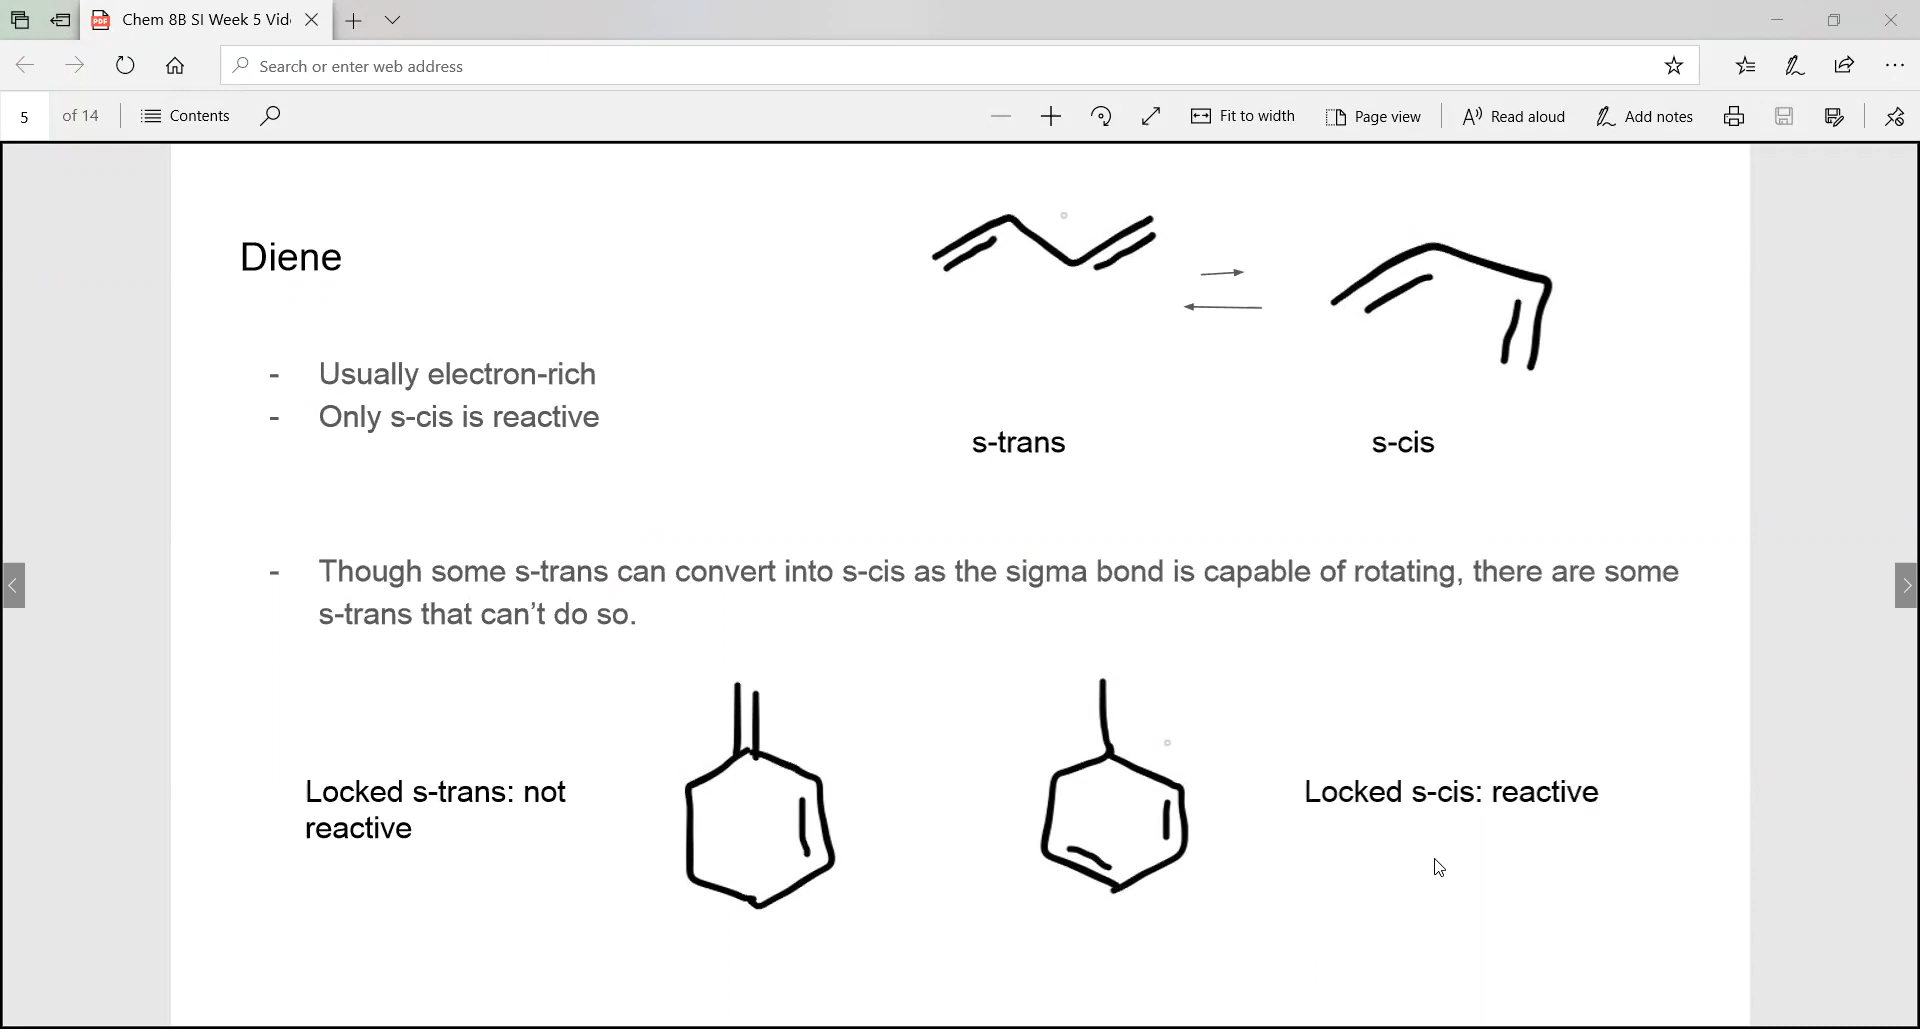 Chem 8B SI Week 5 Vid
Search or enter web address
5 of 14 Contents Fit to width Page view Read aloud Add notes
Diene
- Usually electron-rich
- Only s-cis is reactive
s-trans
s-cis
- Though some s-trans can convert into s-cis as the sigma bond is capable of rotating, there are some
s-trans that can’t do so.
Locked s-trans: not
reactive
Locked s-cis: reactive